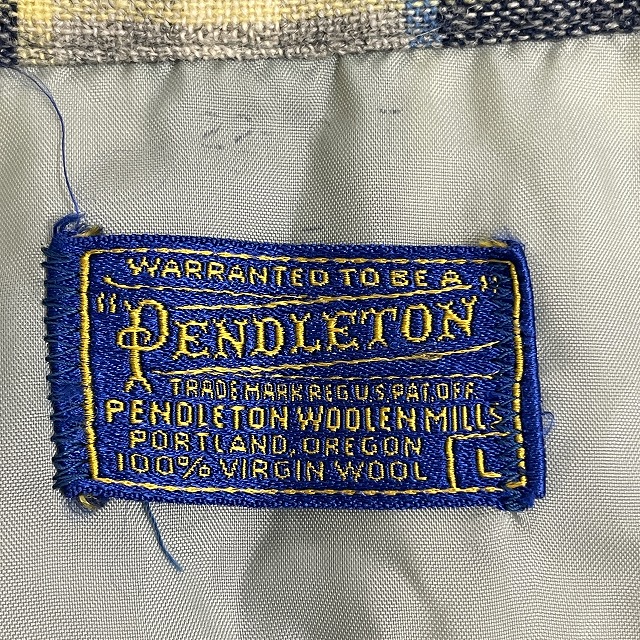 WARRANTED TO BE A
"PENDLETON"
TRADE MARK REG U.S. PAT. OFF.
PENDLETON WOOLEN MILLS
PORTLAND, OREGON
100% VIRGIN WOOL
L